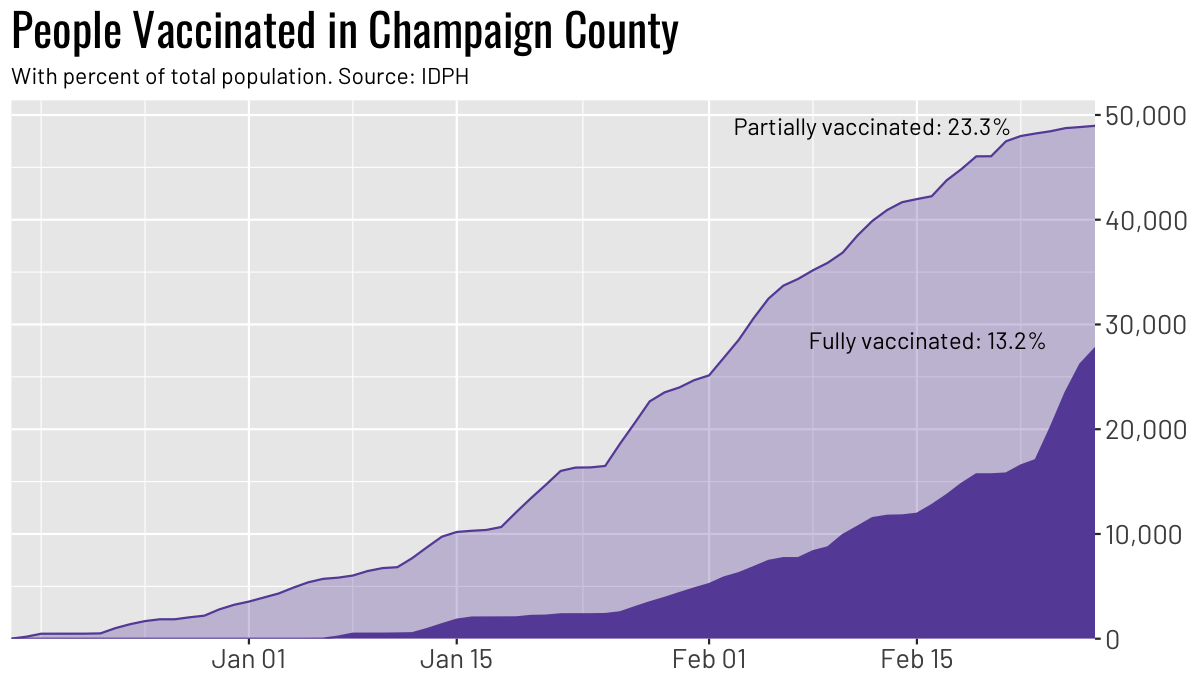 People Vaccinated in Champaign County
With percent of total population. Source: IDPH
50,000
Partially vaccinated: 23.3%
40,000
30,000
Fully vaccinated: 13.2%
20,000
10,000
0
Jan 01 Jan 15 Feb 01 Feb 15